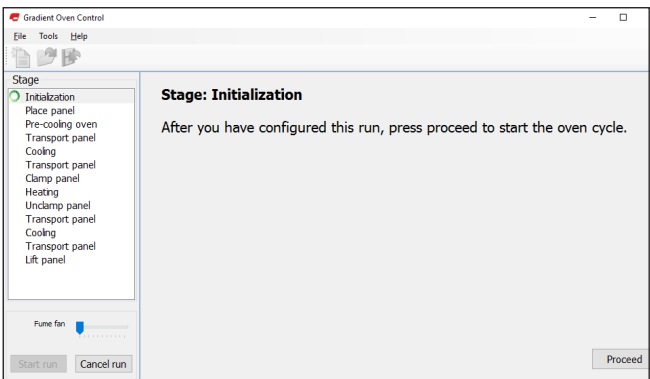 Gradient Oven Control
File Tools Help
Stage
Initialization
Place panel
Pre-cooling oven
Transport panel
Cooling
Transport panel
Clamp panel
Heating
Unclamp panel
Transport panel
Cooling
Transport panel
Lift panel
Fume fan
Start run Cancel run
Stage: Initialization
After you have configured this run, press proceed to start the oven cycle.
Proceed